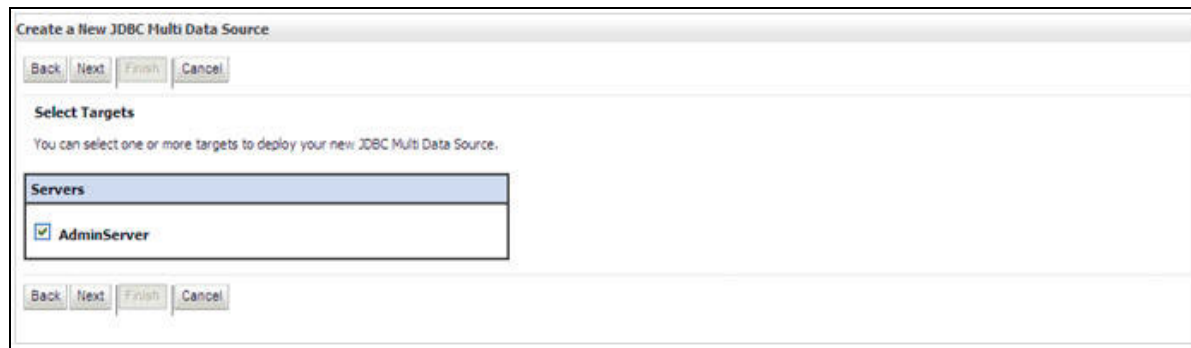 Create a New JDBC Multi Data Source
Back Next Finish Cancel
Select Targets
You can select one or more targets to deploy your new JDBC Multi Data Source.
Servers
AdminServer
Back Next Finish Cancel